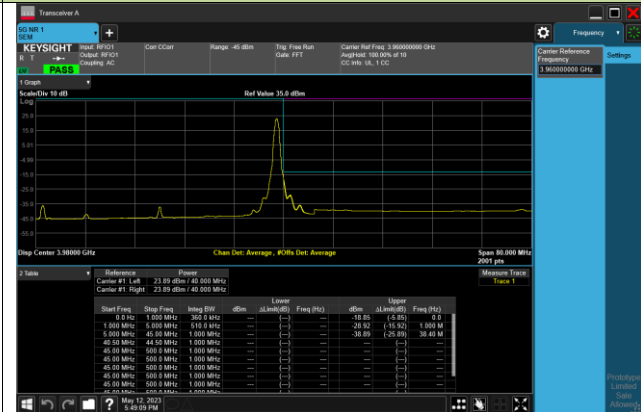 Transceiver A
5G NR 1
SEM
Frequency
KEYSIGHT
R T
PASS
Input: RFIO1
Output: RFIO1
Coupling: AC
Corr CCorr
Range: -45 dBm
Trig: Free Run
Gate: FFT
Carrier Ref Freq: 3.960000000 GHz
Avg|Hold: 100.00% of 10
CC Info: UL, 1 CC
Carrier Reference
Frequency
3.960000000 GHz
Settings
1 Graph
Scale/Div 10 dB
Ref Value 35.0 dBm
Log
25.0
15.0
5.01
-4.99
-15.0
-25.0
-35.0
-45.0
-55.0
Disp Center 3.98000 GHz
Chan Det: Average, #Offs Det: Average
Span 80.000 MHz
2001 pts
2 Table
Reference Power
Carrier #1: Left 23.89 dBm / 40.000 MHz
Carrier #1: Right 23.89 dBm / 40.000 MHz
Measure Trace
Trace 1
Lower Upper
Start Freq Stop Freq Integ BW dBm ΔLimit(dB) Freq (Hz) dBm ΔLimit(dB) Freq (Hz)
0.0 Hz 1.000 MHz 360.0 kHz --- (---) --- -18.85 (-5.85) 0.0
1.000 MHz 5.000 MHz 510.0 kHz --- (---) --- -28.92 (-15.92) 1.000 M
5.000 MHz 45.00 MHz 1.000 MHz --- (---) --- -38.89 (-25.89) 38.40 M
40.50 MHz 44.50 MHz 1.000 MHz --- (---) --- --- (---) ---
45.00 MHz 500.0 MHz 1.000 MHz --- (---) --- --- (---) ---
45.00 MHz 500.0 MHz 1.000 MHz --- (---) --- --- (---) ---
45.00 MHz 500.0 MHz 1.000 MHz --- (---) --- --- (---) ---
45.00 MHz 500.0 MHz 1.000 MHz --- (---) --- --- (---) ---
45.00 MHz 500.0 MHz 1.000 MHz --- (---) --- --- (---) ---
May 12, 2023
5:49:09 PM
Prototype
Limited
Sale
Allowed